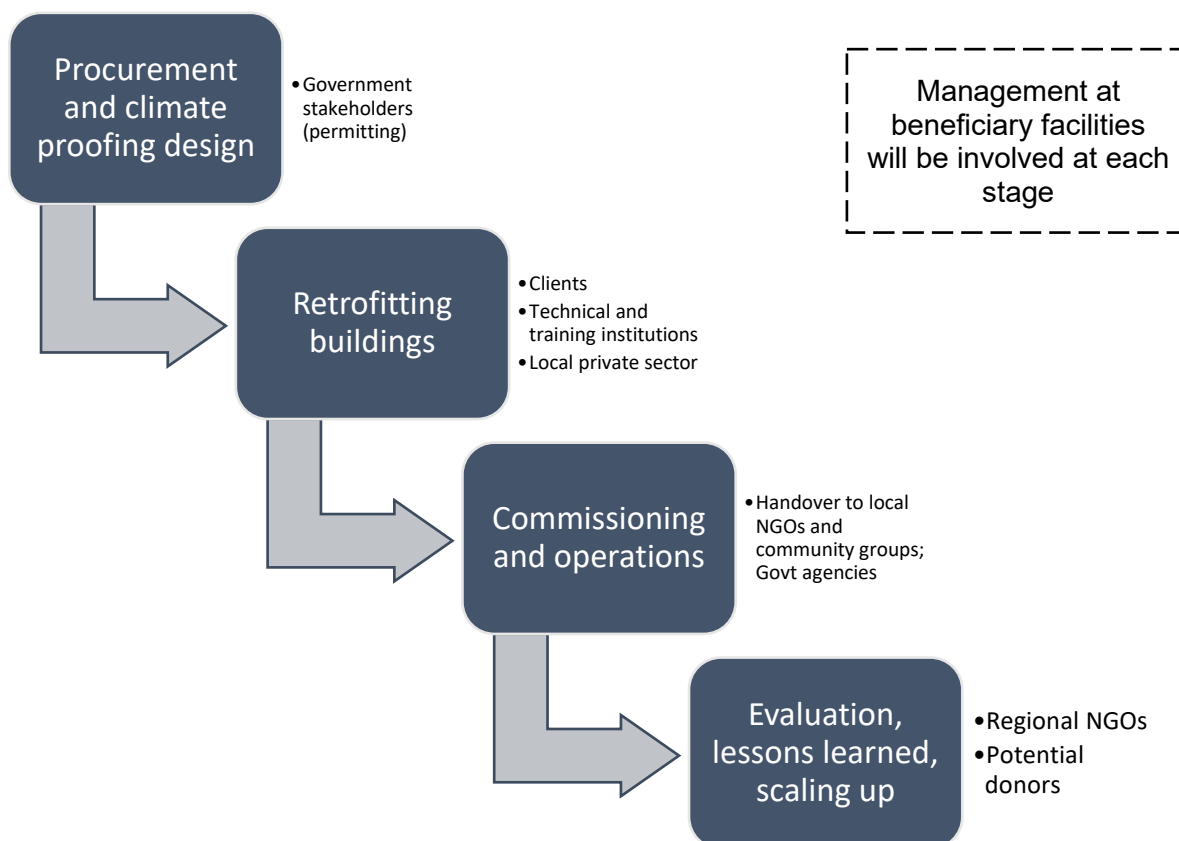 Procurement
and climate
proofing design
•Government
stakeholders
(permitting)
Management at
beneficiary facilities
will be involved at each
stage
Retrofitting
buildings
•Clients
•Technical and
training institutions
•Local private sector
Commissioning
and operations
•Handover to local
NGOs and
community groups;
Govt agencies
Evaluation,
lessons learned,
scaling up
•Regional NGOs
•Potential
donors